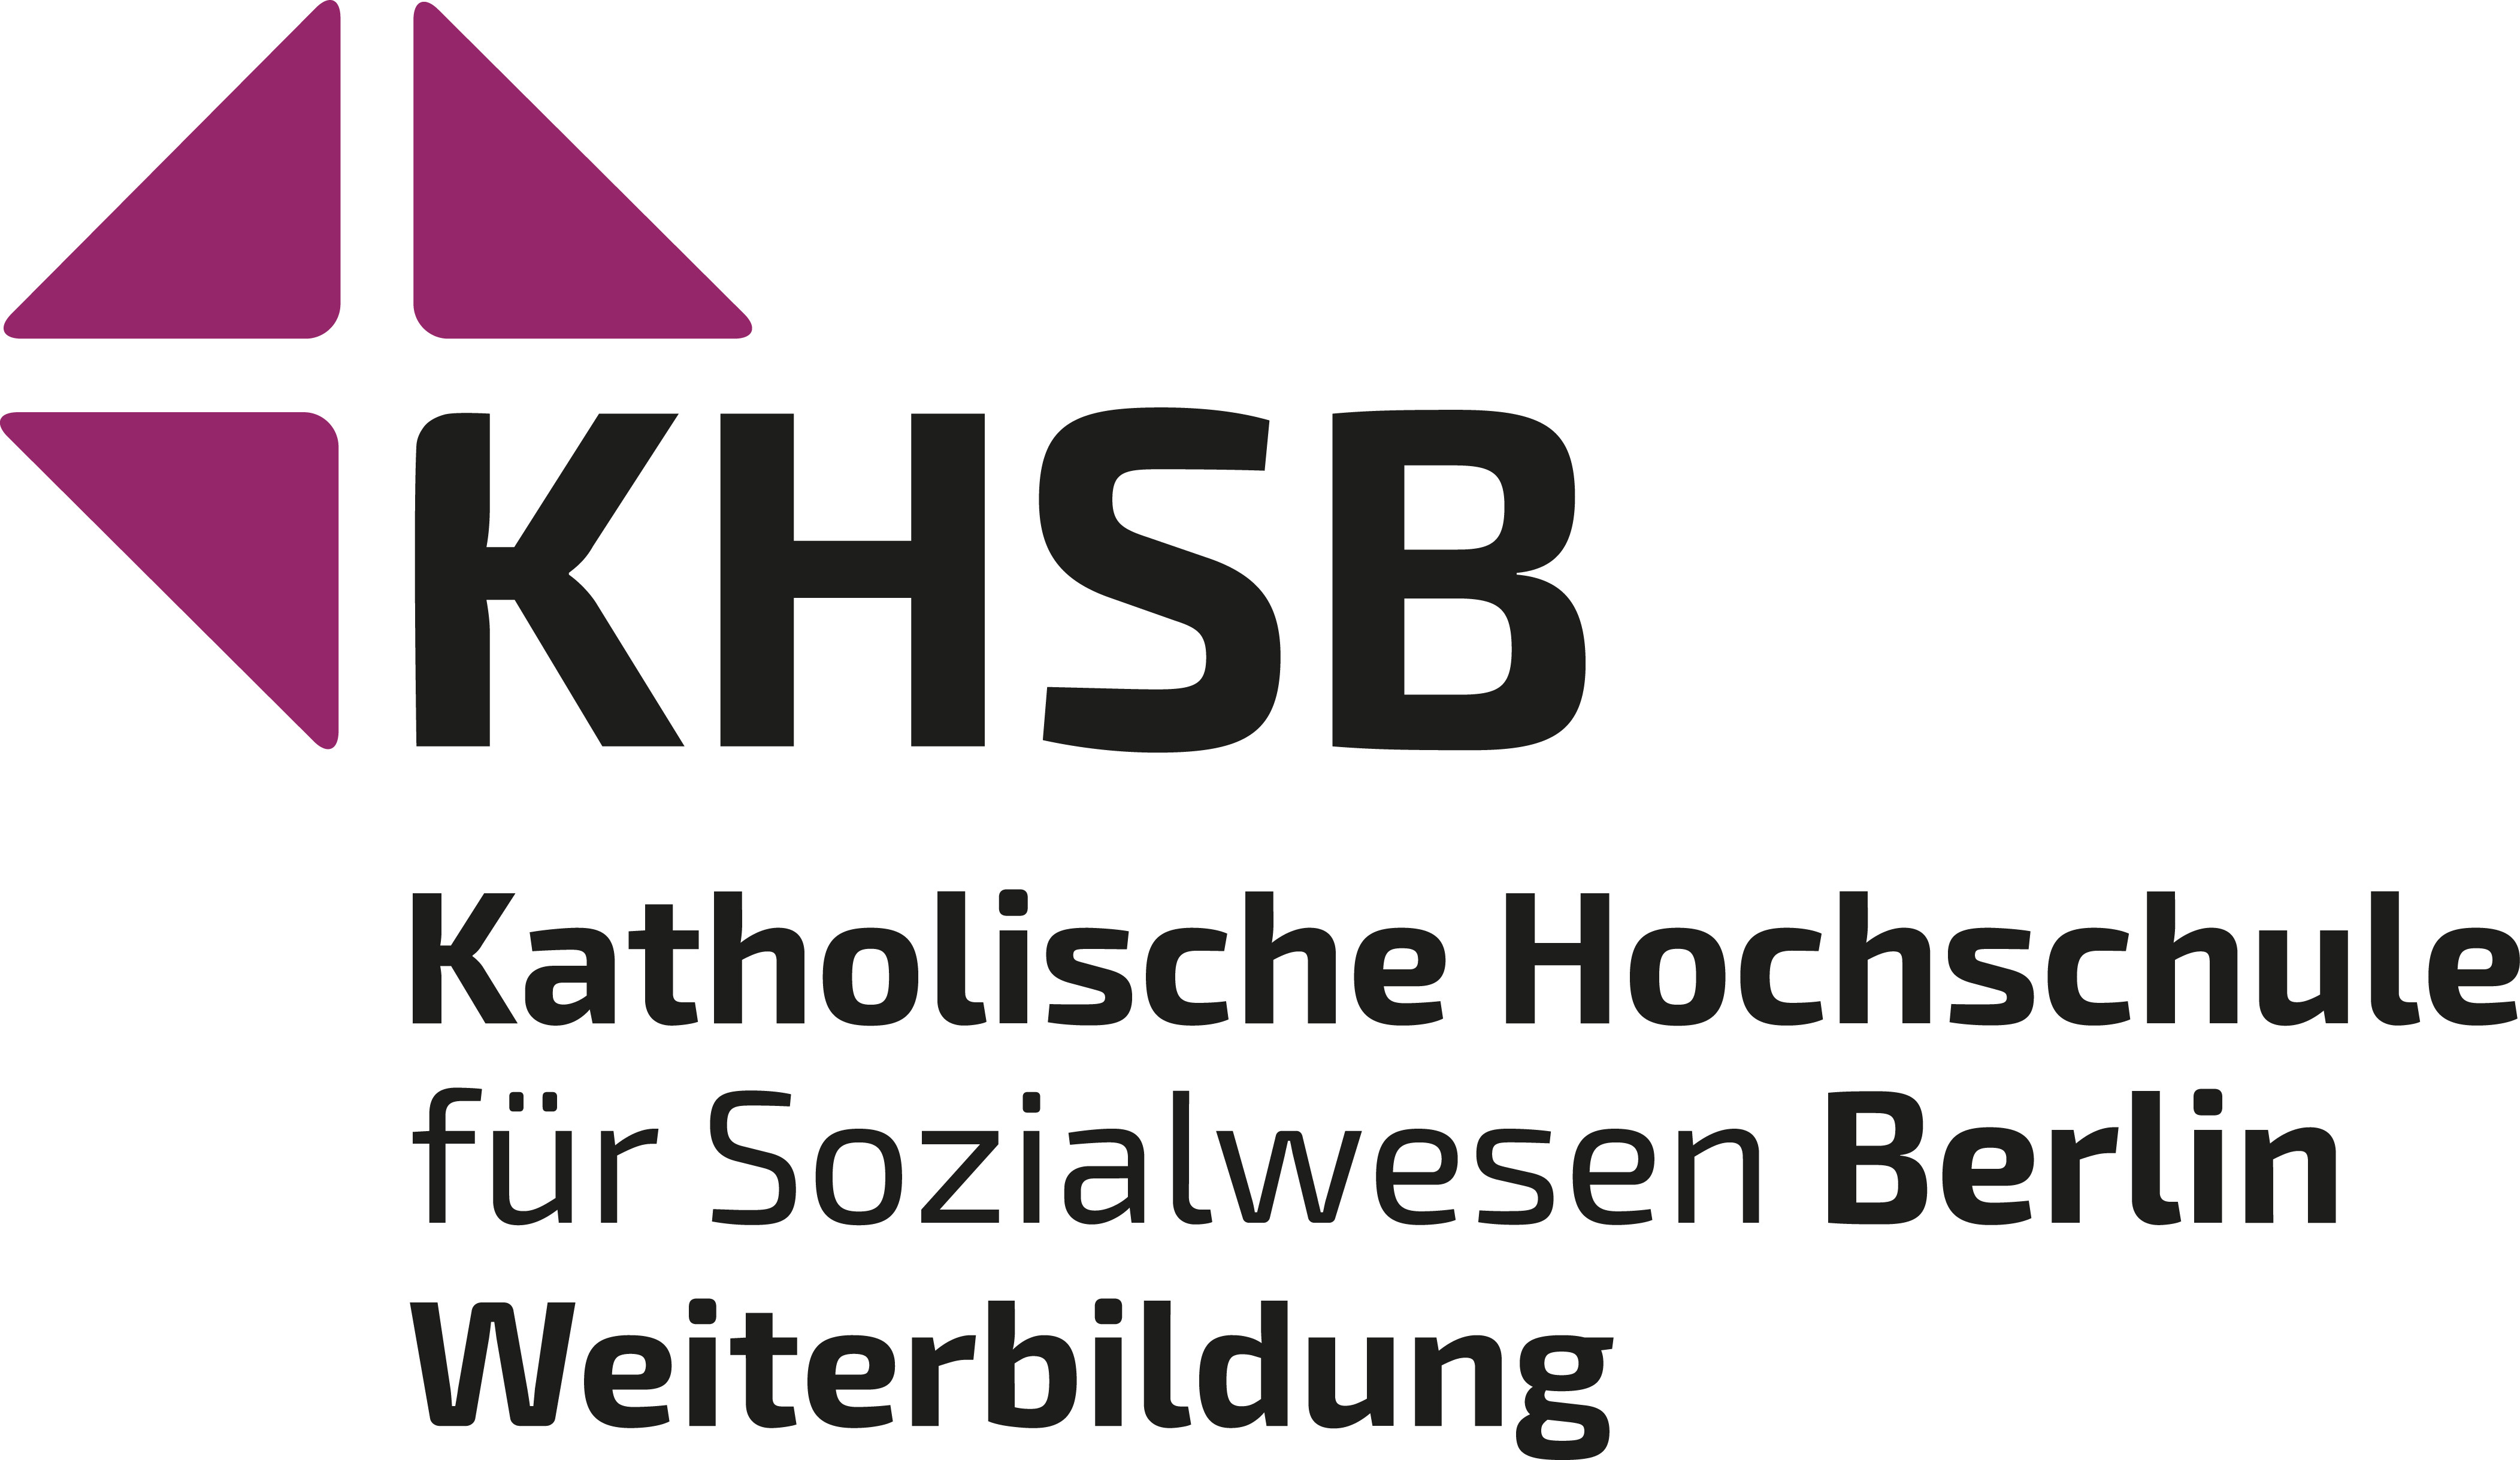 KHSB
Katholische Hochschule
für Sozialwesen Berlin
Weiterbildung